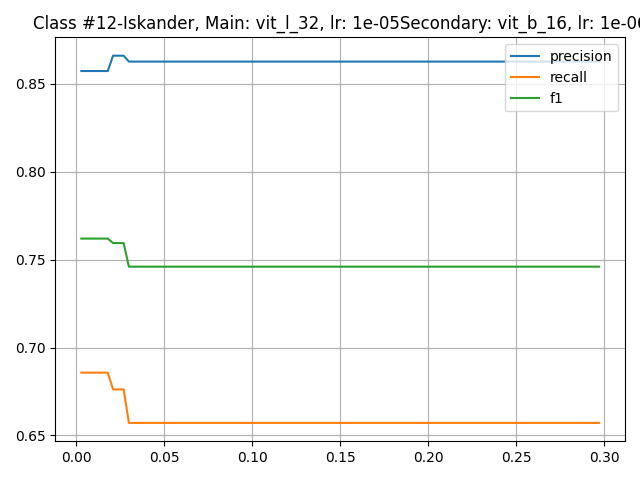 Class #12-Iskander, Main: vit_l_32, lr: 1e-05Secondary: vit_b_16, lr: 1e-06
precision
recall
f1
0.85
0.80
0.75
0.70
0.65
0.00 0.05 0.10 0.15 0.20 0.25 0.30